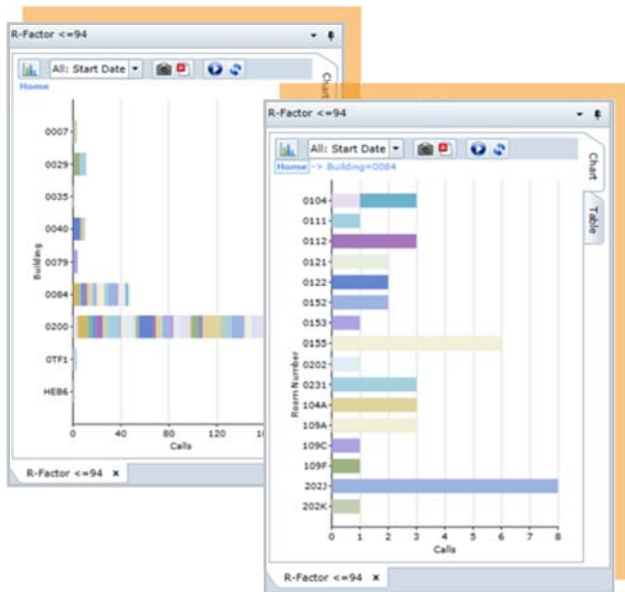 R-Factor <=94
All: Start Date
Chart
Home
0007
0029
0035
0040
0079
0084
0200
0TF1
HEB6
Building
0 40 80 120
Calls
R-Factor <=94 x
R-Factor <=94
All: Start Date
Chart
Table
Home -> Building=0084
0104
0111
0112
0121
0122
0152
0153
0155
0202
0231
104A
109A
109C
109F
202J
202K
Room Number
0 1 2 3 4 5 6 7 8
Calls
R-Factor <=94 x